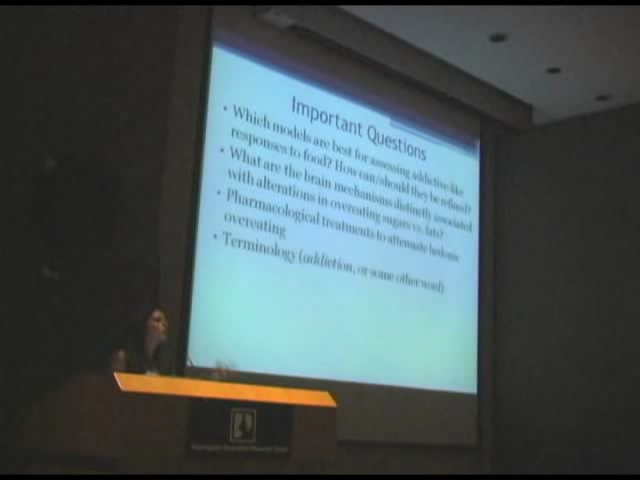 Important Questions
• Which models are best for assessing addictive-like
responses to food? How can/should they be refined?
• What are the brain mechanisms distinctly associated
with alterations in overeating sugars vs. fats?
• Pharmacological treatments to attenuate hedonic
overeating
• Terminology (addiction, or some other word)